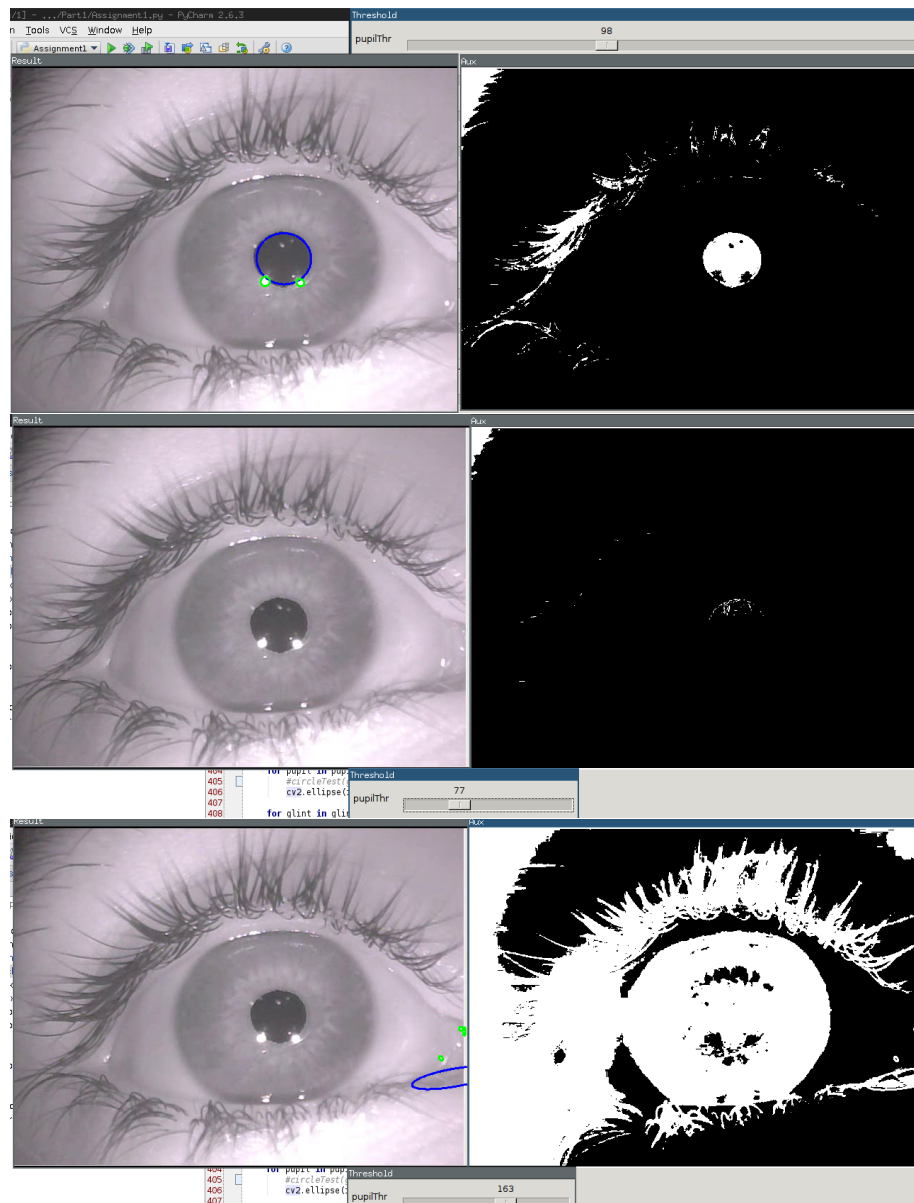 /1] - .../Part1/Assignment1.py - PyCharm 2.6.3
Threshold
n Tools VCS Window Help
98
pupilThr
Assignment1
Result
Aux
Result
Aux
404 for pupil in pup
405 #circleTest(
406 cv2.ellipse(
407
408 for glint in gli
Threshold
77
pupilThr
Result
Aux
404 for pupil in pup
405 #circleTest(
406 cv2.ellipse(
407
Threshold
163
pupilThr